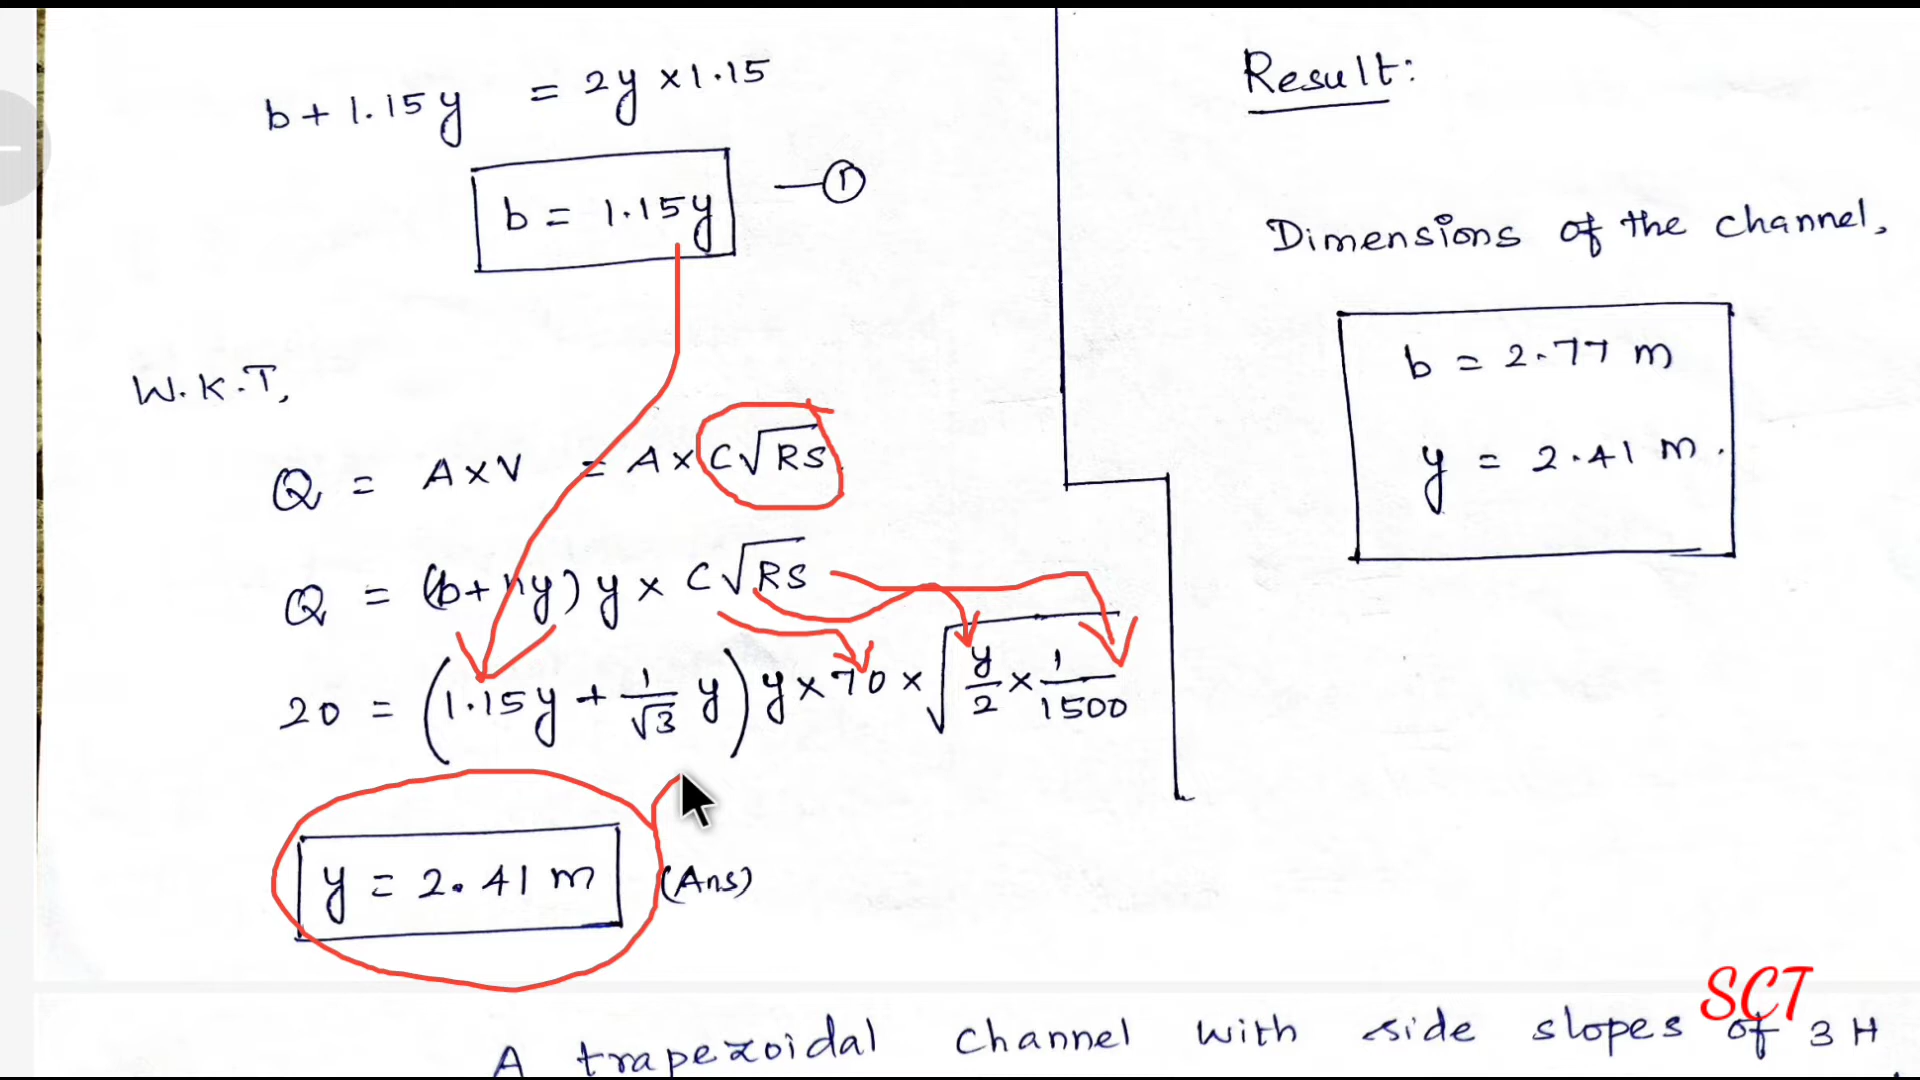 b + 1.15y = 2y × 1.15
b = 1.15y —①
W.K.T,
Q = A×V = A × C√RS
Q = (b + ny) y × C√RS
20 = (1.15y + 1/√3 y) y × 70 × √(y/2 × 1/1500)
y = 2.41 m (Ans)
Result:
Dimensions of the channel,
b = 2.77 m
y = 2.41 m.
SCT
A trapezoidal channel with side slopes of 3H